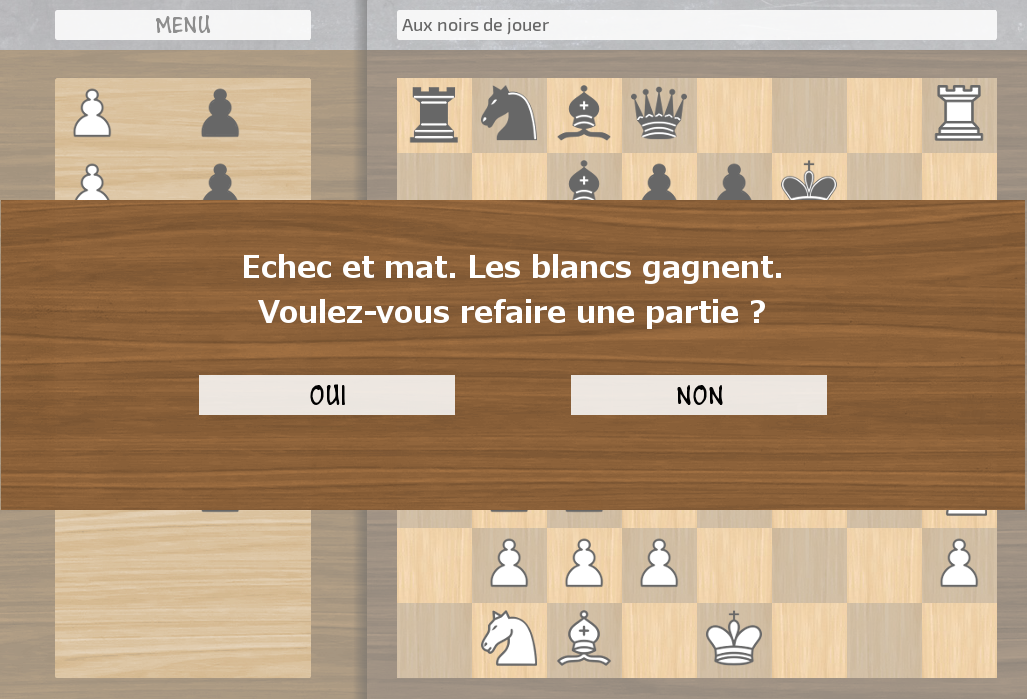 MENU
Aux noirs de jouer
Echec et mat. Les blancs gagnent.
Voulez-vous refaire une partie ?
OUI
NON